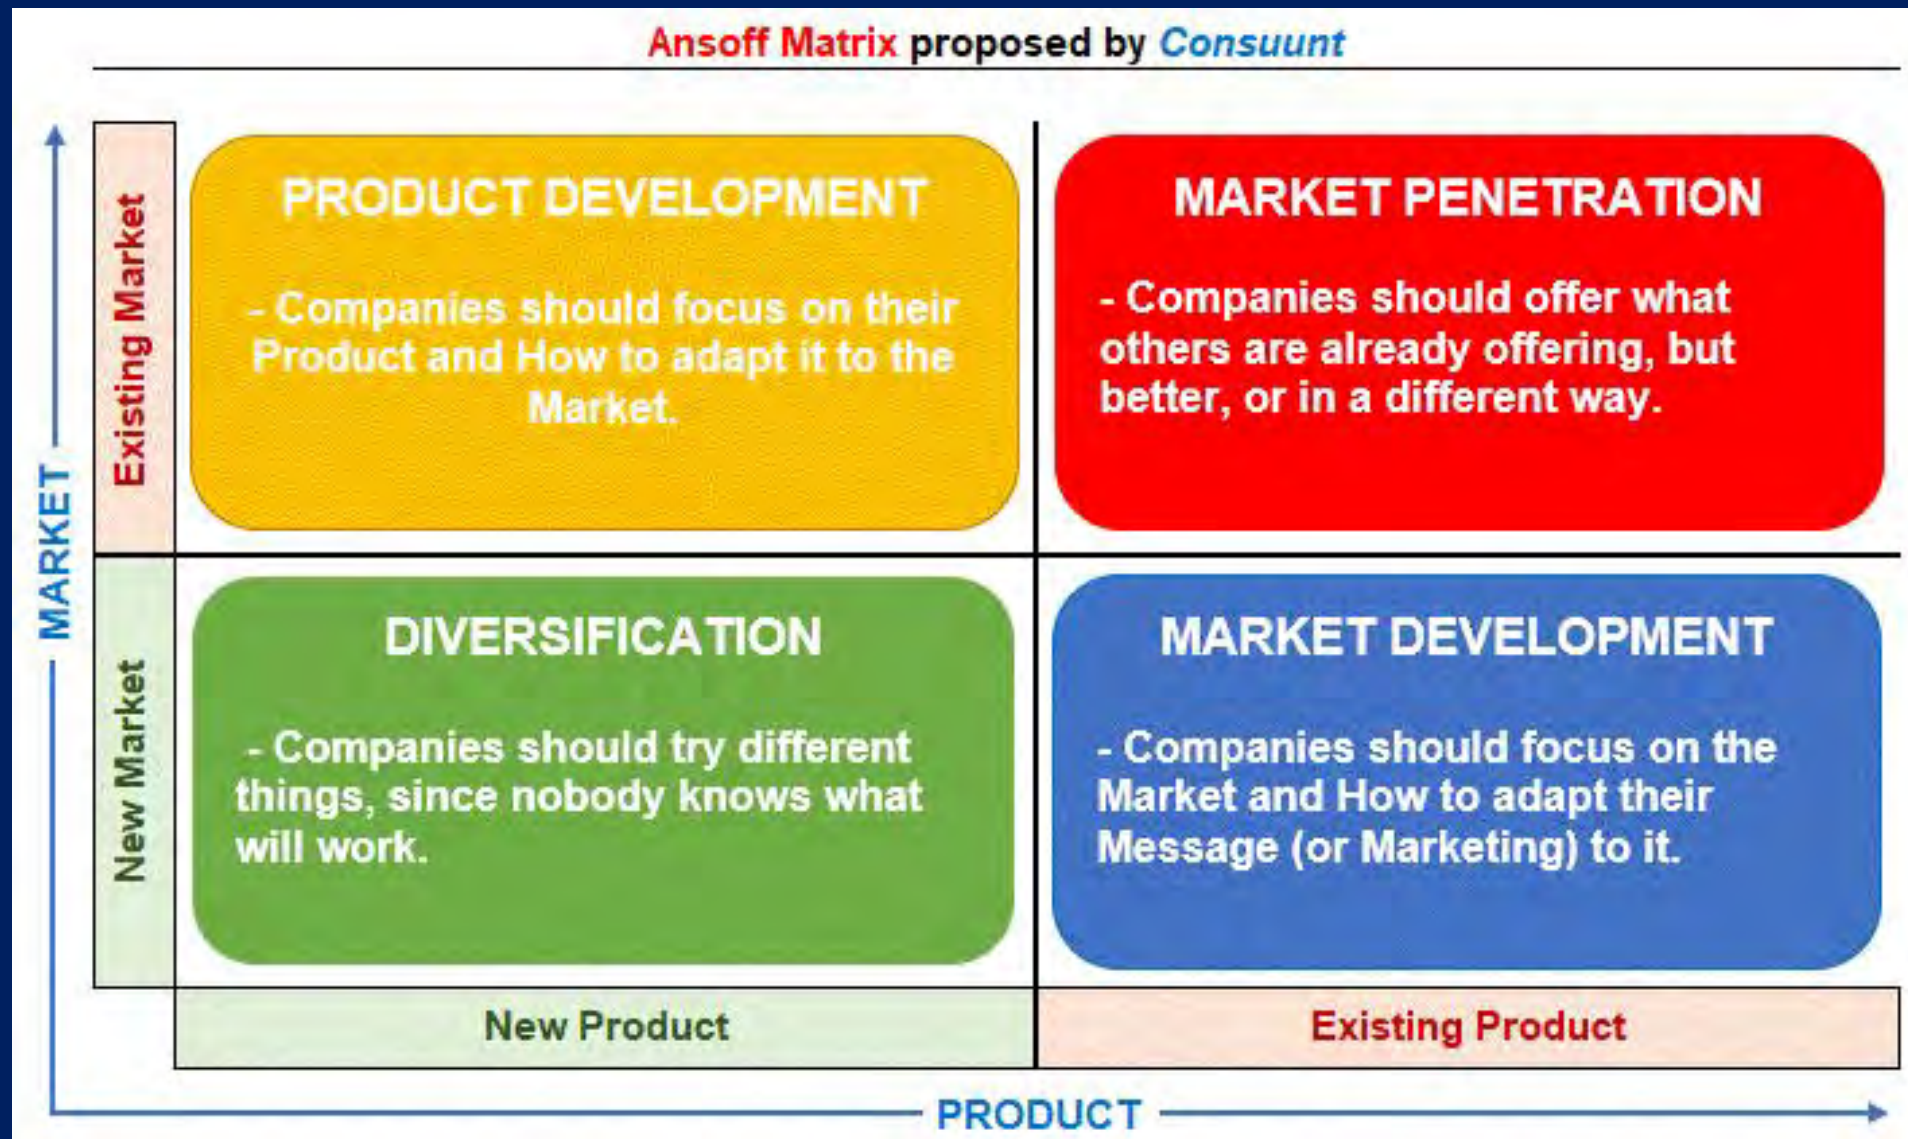 Ansoff Matrix proposed by Consuunt
MARKET
Existing Market
PRODUCT DEVELOPMENT
- Companies should focus on their
Product and How to adapt it to the
Market.
MARKET PENETRATION
- Companies should offer what
others are already offering, but
better, or in a different way.
New Market
DIVERSIFICATION
- Companies should try different
things, since nobody knows what
will work.
MARKET DEVELOPMENT
- Companies should focus on the
Market and How to adapt their
Message (or Marketing) to it.
New Product
Existing Product
PRODUCT